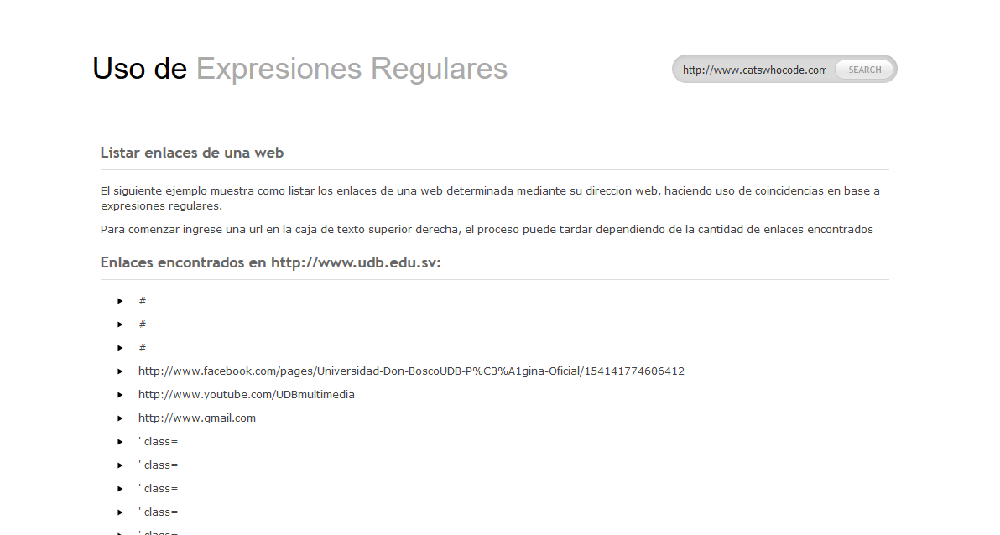 Uso de Expresiones Regulares
http://www.catswhocode.com
SEARCH
Listar enlaces de una web
El siguiente ejemplo muestra como listar los enlaces de una web determinada mediante su direccion web, haciendo uso de coincidencias en base a
expresiones regulares.
Para comenzar ingrese una url en la caja de texto superior derecha, el proceso puede tardar dependiendo de la cantidad de enlaces encontrados
Enlaces encontrados en http://www.udb.edu.sv:
#
#
#
http://www.facebook.com/pages/Universidad-Don-BoscoUDB-P%C3%A1gina-Oficial/154141774606412
http://www.youtube.com/UDBmultimedia
http://www.gmail.com
' class=
' class=
' class=
' class=
' class=